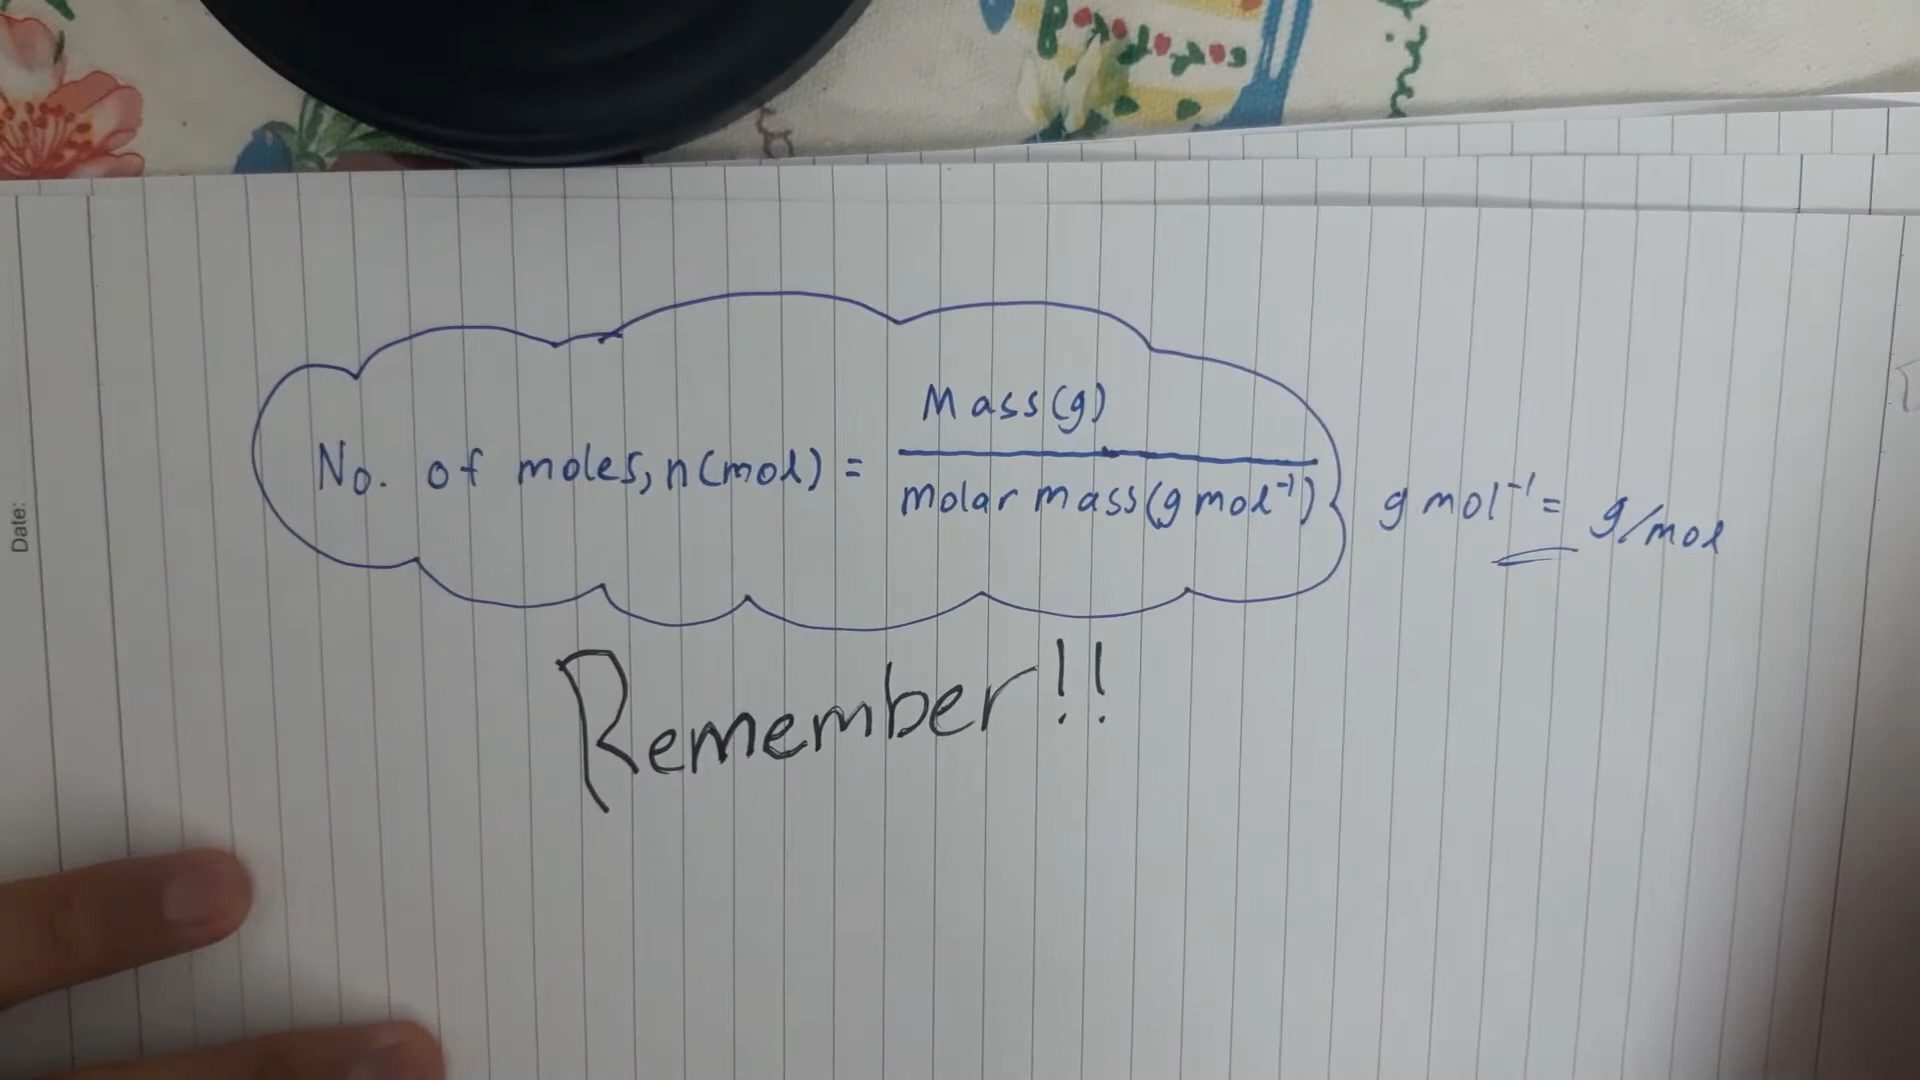 Mass(g)
No. of moles, n(mol) =
molar mass(g mol⁻¹)
g mol⁻¹ = g/mol
Remember!!
Date: